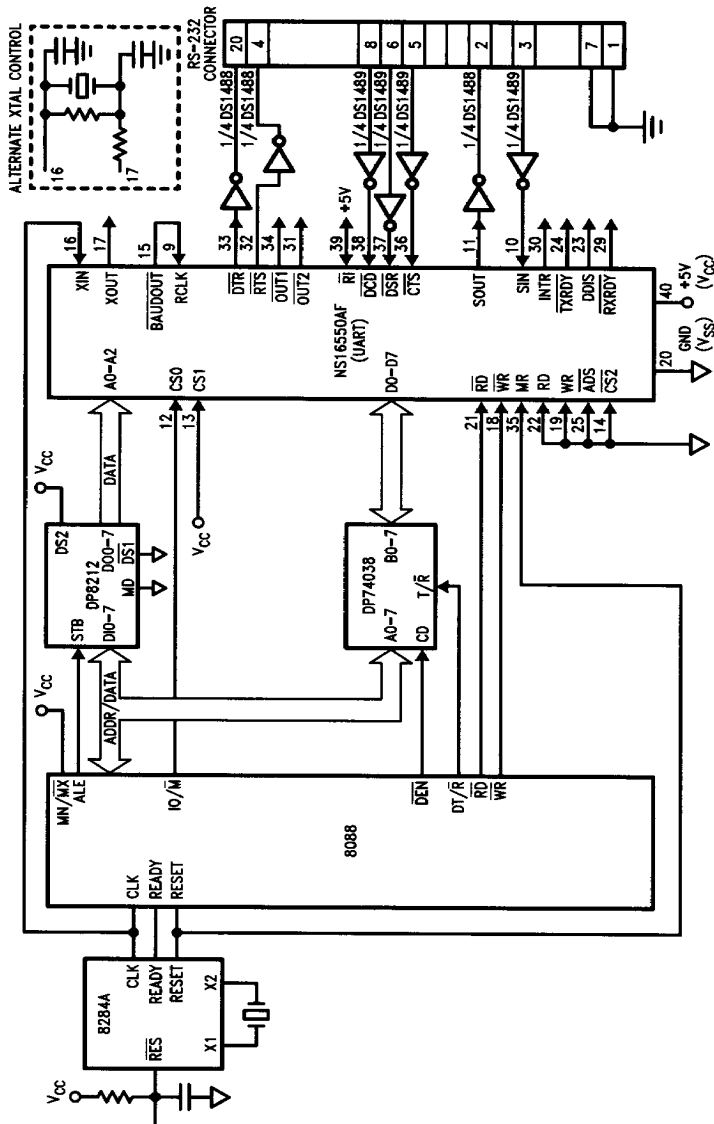 ALTERNATE XTAL CONTROL
16
17
VCC
8284A
RES
X1
X2
CLK
READY
RESET
CLK
READY
RESET
8088
MN/MX
ALE
IO/M
DEN
DT/R
RD
WR
VCC
ADDR/DATA
STB
DI0-7
DP8212
MD
DS1
DO0-7
DS2
VCC
DATA
VCC
A0-7
CD
DP74038
T/R
B0-7
12
13
21
18
35
22
19
25
14
A0-A2
CS0
CS1
D0-D7
RD
WR
MR
RD
WR
ADS
CS2
NS16550AF
(UART)
20
GND
(VSS)
40
+5V
(VCC)
XIN
XOUT
BAUDOUT
RCLK
DTR
RTS
OUT1
OUT2
RI
DCD
DSR
CTS
SOUT
SIN
INTR
TXRDY
DDIS
RXRDY
16
17
15
9
33
32
34
31
39
+5V
38
37
36
11
10
30
24
23
29
1/4 DS1488
1/4 DS1488
1/4 DS1489
1/4 DS1489
1/4 DS1489
1/4 DS1488
1/4 DS1489
RS-232
CONNECTOR
20
4
8
6
5
2
3
7
1